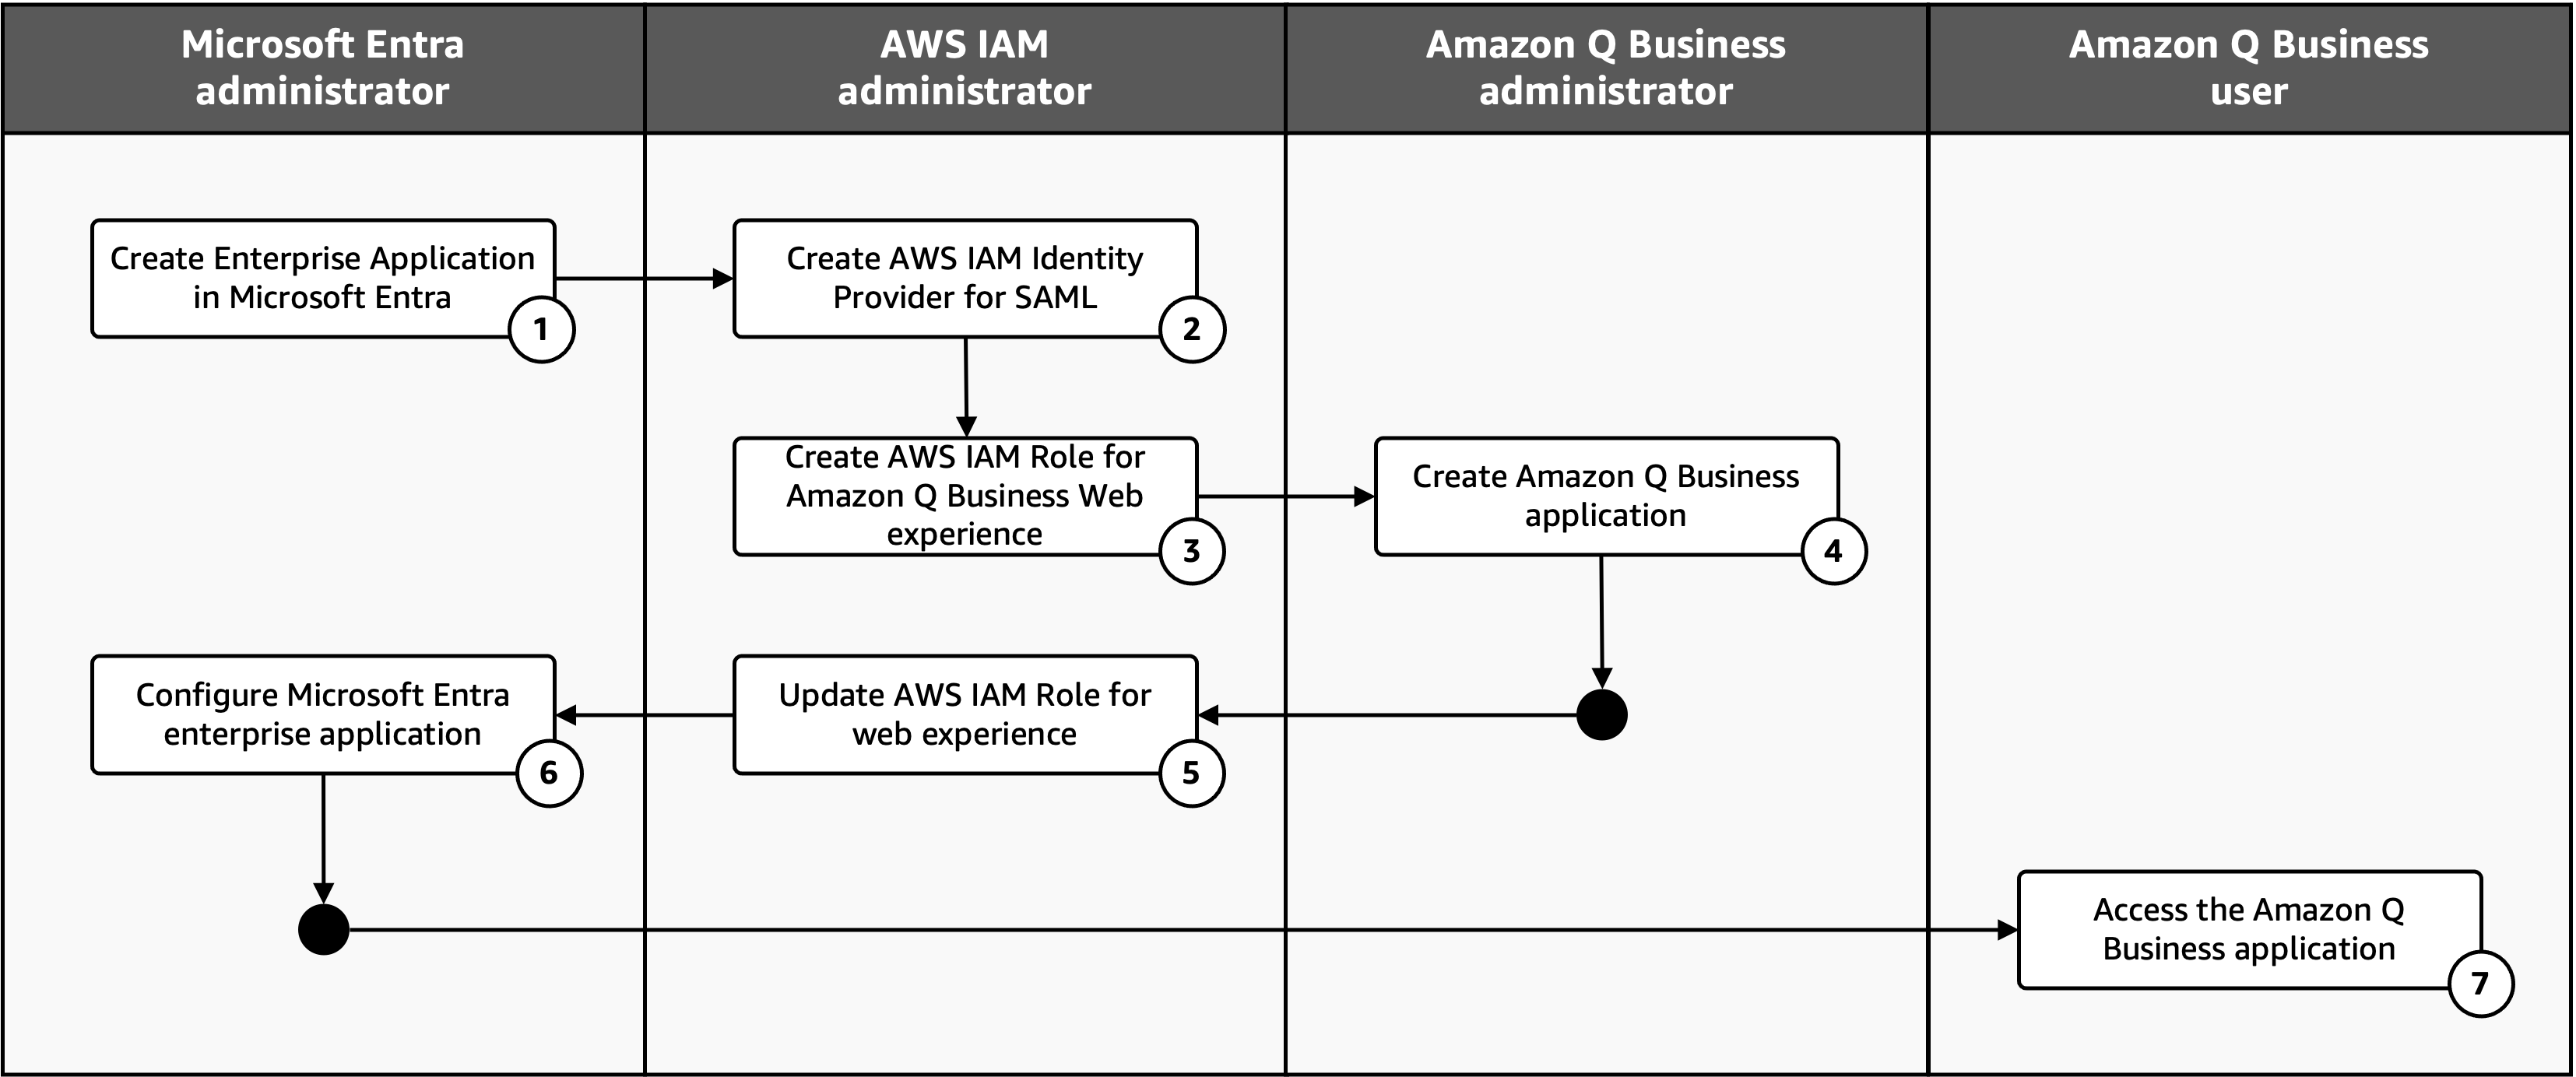 Microsoft Entra
administrator
AWS IAM
administrator
Amazon Q Business
administrator
Amazon Q Business
user
Create Enterprise Application
in Microsoft Entra
1
Create AWS IAM Identity
Provider for SAML
2
Create AWS IAM Role for
Amazon Q Business Web
experience
3
Create Amazon Q Business
application
4
Configure Microsoft Entra
enterprise application
6
Update AWS IAM Role for
web experience
5
Access the Amazon Q
Business application
7